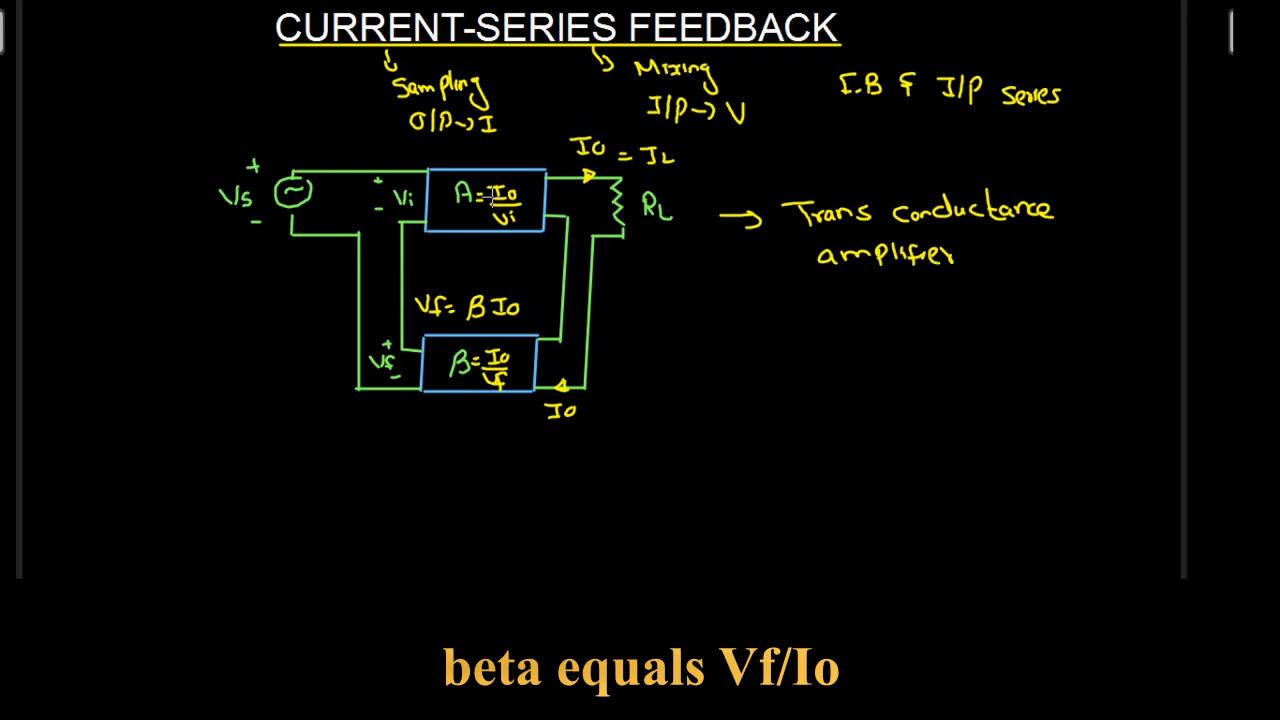 CURRENT-SERIES FEEDBACK
Sampling
O/P→I
Mixing
I/P→V
I.B & I/P series
Io = IL
+
Vs
-
+
Vi
-
A=Io/Vi
RL
→ Trans conductance
amplifier
Vf= β Io
+
Vf
-
β=Io/Vf
Io
beta equals Vf/Io